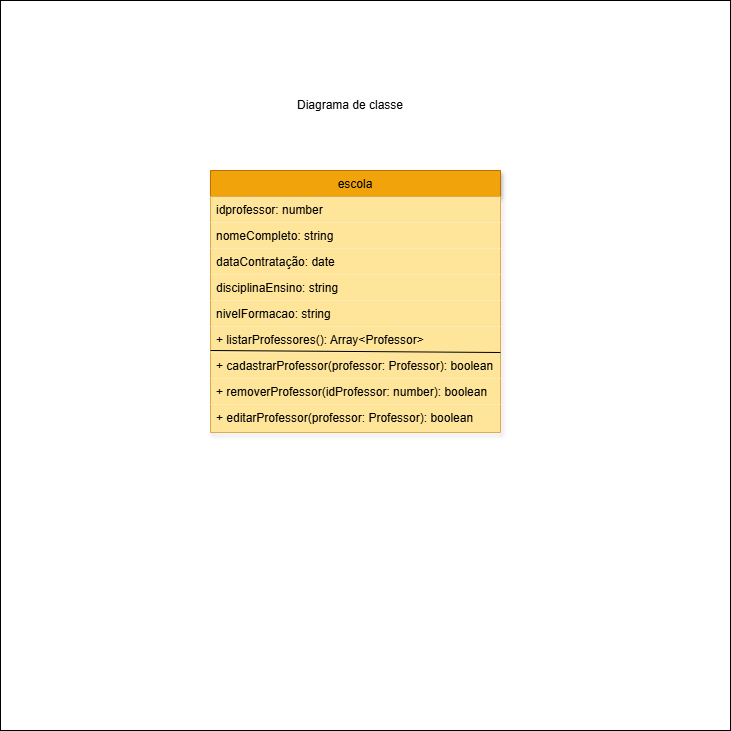 Diagrama de classe
escola
idprofessor: number
nomeCompleto: string
dataContratação: date
disciplinaEnsino: string
nivelFormacao: string
+ listarProfessores(): Array<Professor>
+ cadastrarProfessor(professor: Professor): boolean
+ removerProfessor(idProfessor: number): boolean
+ editarProfessor(professor: Professor): boolean